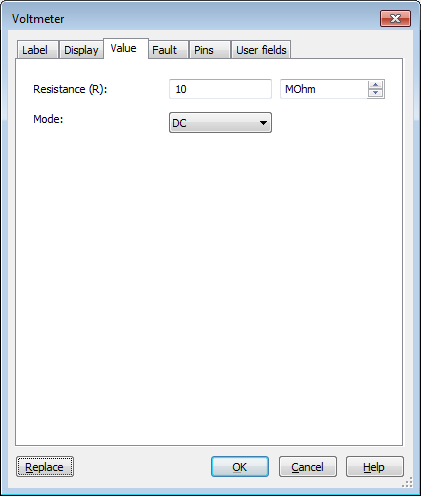 Voltmeter
Label Display Value Fault Pins User fields
Resistance (R): 10 MOhm
Mode: DC
Replace OK Cancel Help